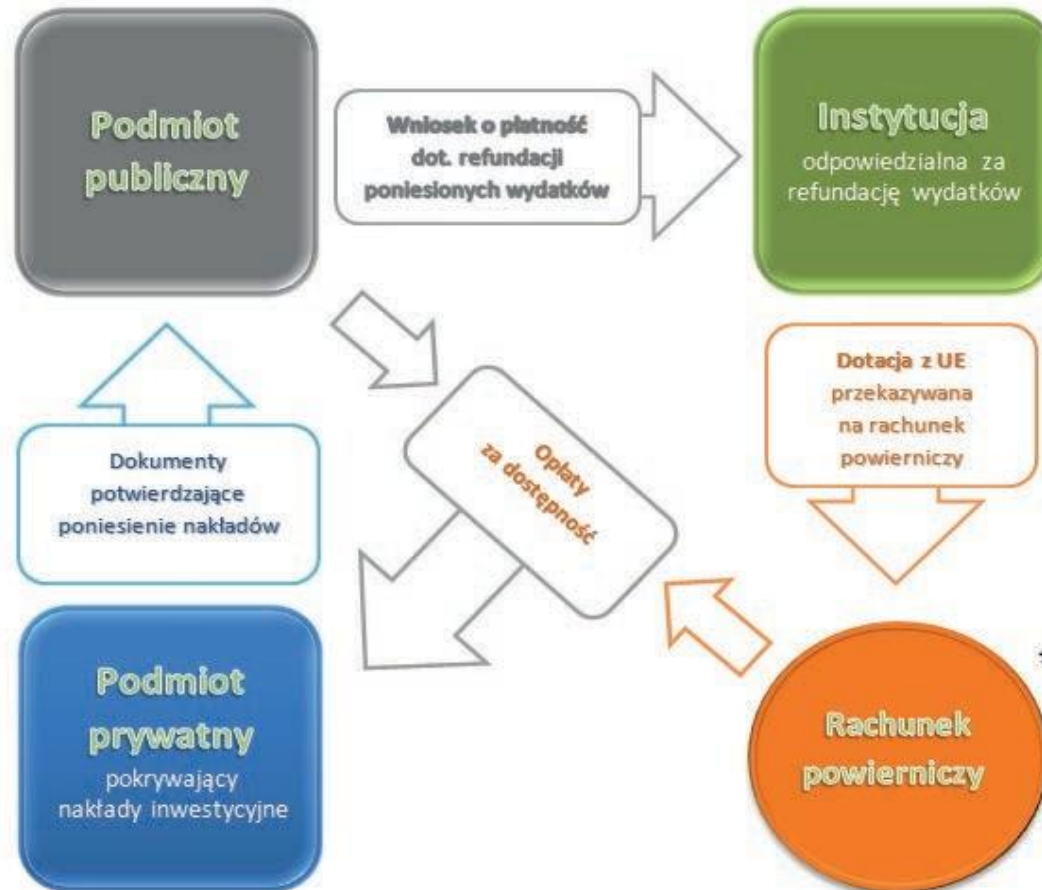 Podmiot
publiczny
Wniosek o płatność
dot. refundacji
poniesionych wydatków
Instytucja
odpowiedzialna za
refundację wydatków
Dotacja z UE
przekazywana
na rachunek
powierniczy
Opłaty
za dostępność
Dokumenty
potwierdzające
poniesienie nakładów
Podmiot
prywatny
pokrywający
nakłady inwestycyjne
Rachunek
powierniczy
*